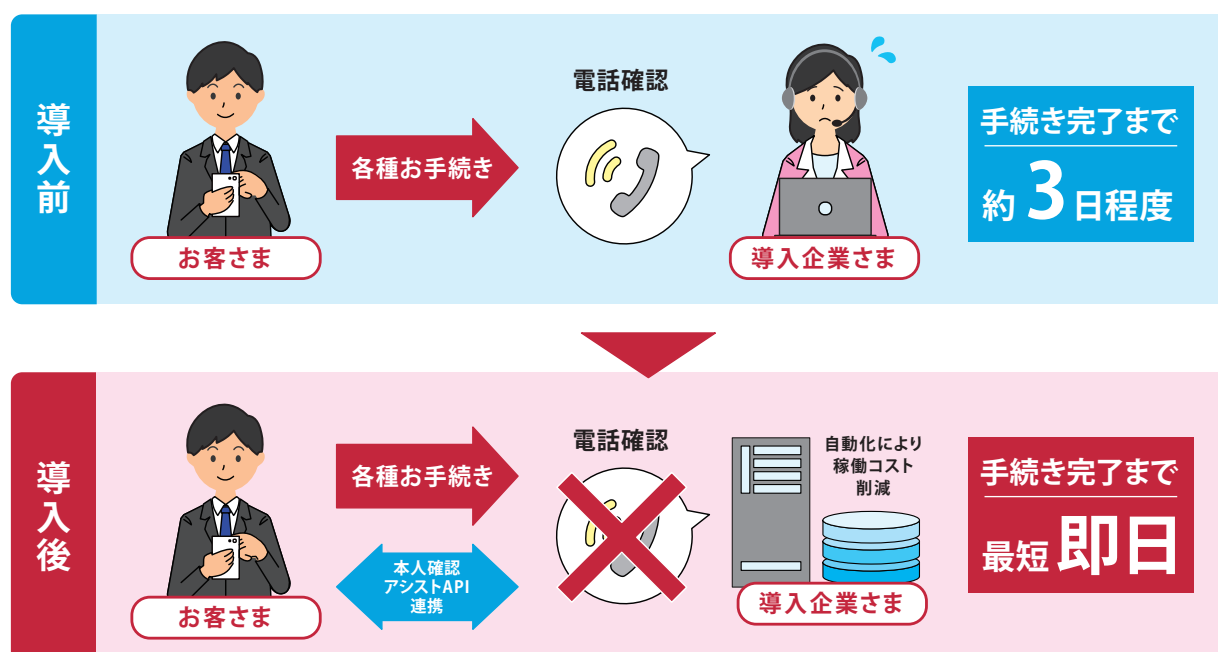 導入前
お客さま
各種お手続き
電話確認
導入企業さま
手続き完了まで
約3日程度
導入後
お客さま
各種お手続き
本人確認
アシストAPI
連携
電話確認
自動化により
稼働コスト
削減
導入企業さま
手続き完了まで
最短即日